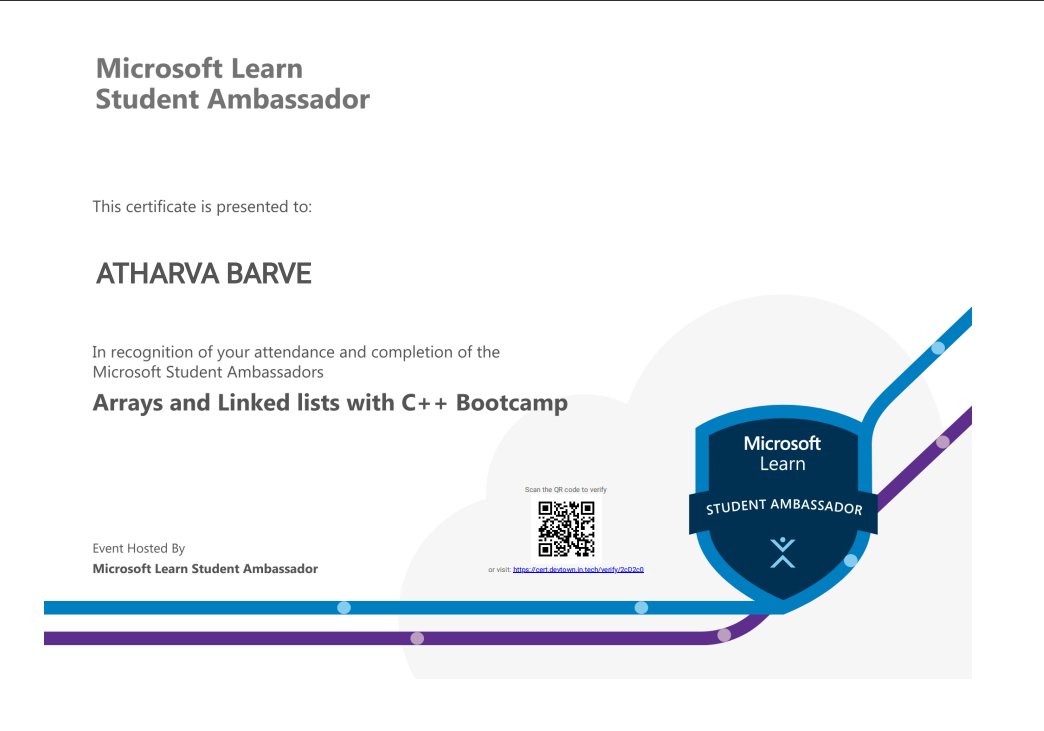 Microsoft Learn
Student Ambassador
This certificate is presented to:
ATHARVA BARVE
In recognition of your attendance and completion of the
Microsoft Student Ambassadors
Arrays and Linked lists with C++ Bootcamp
Microsoft
Learn
STUDENT AMBASSADOR
Scan the QR code to verify
or visit: https://cert.devtown.in.tech/verify/2cD2c0
Event Hosted By
Microsoft Learn Student Ambassador